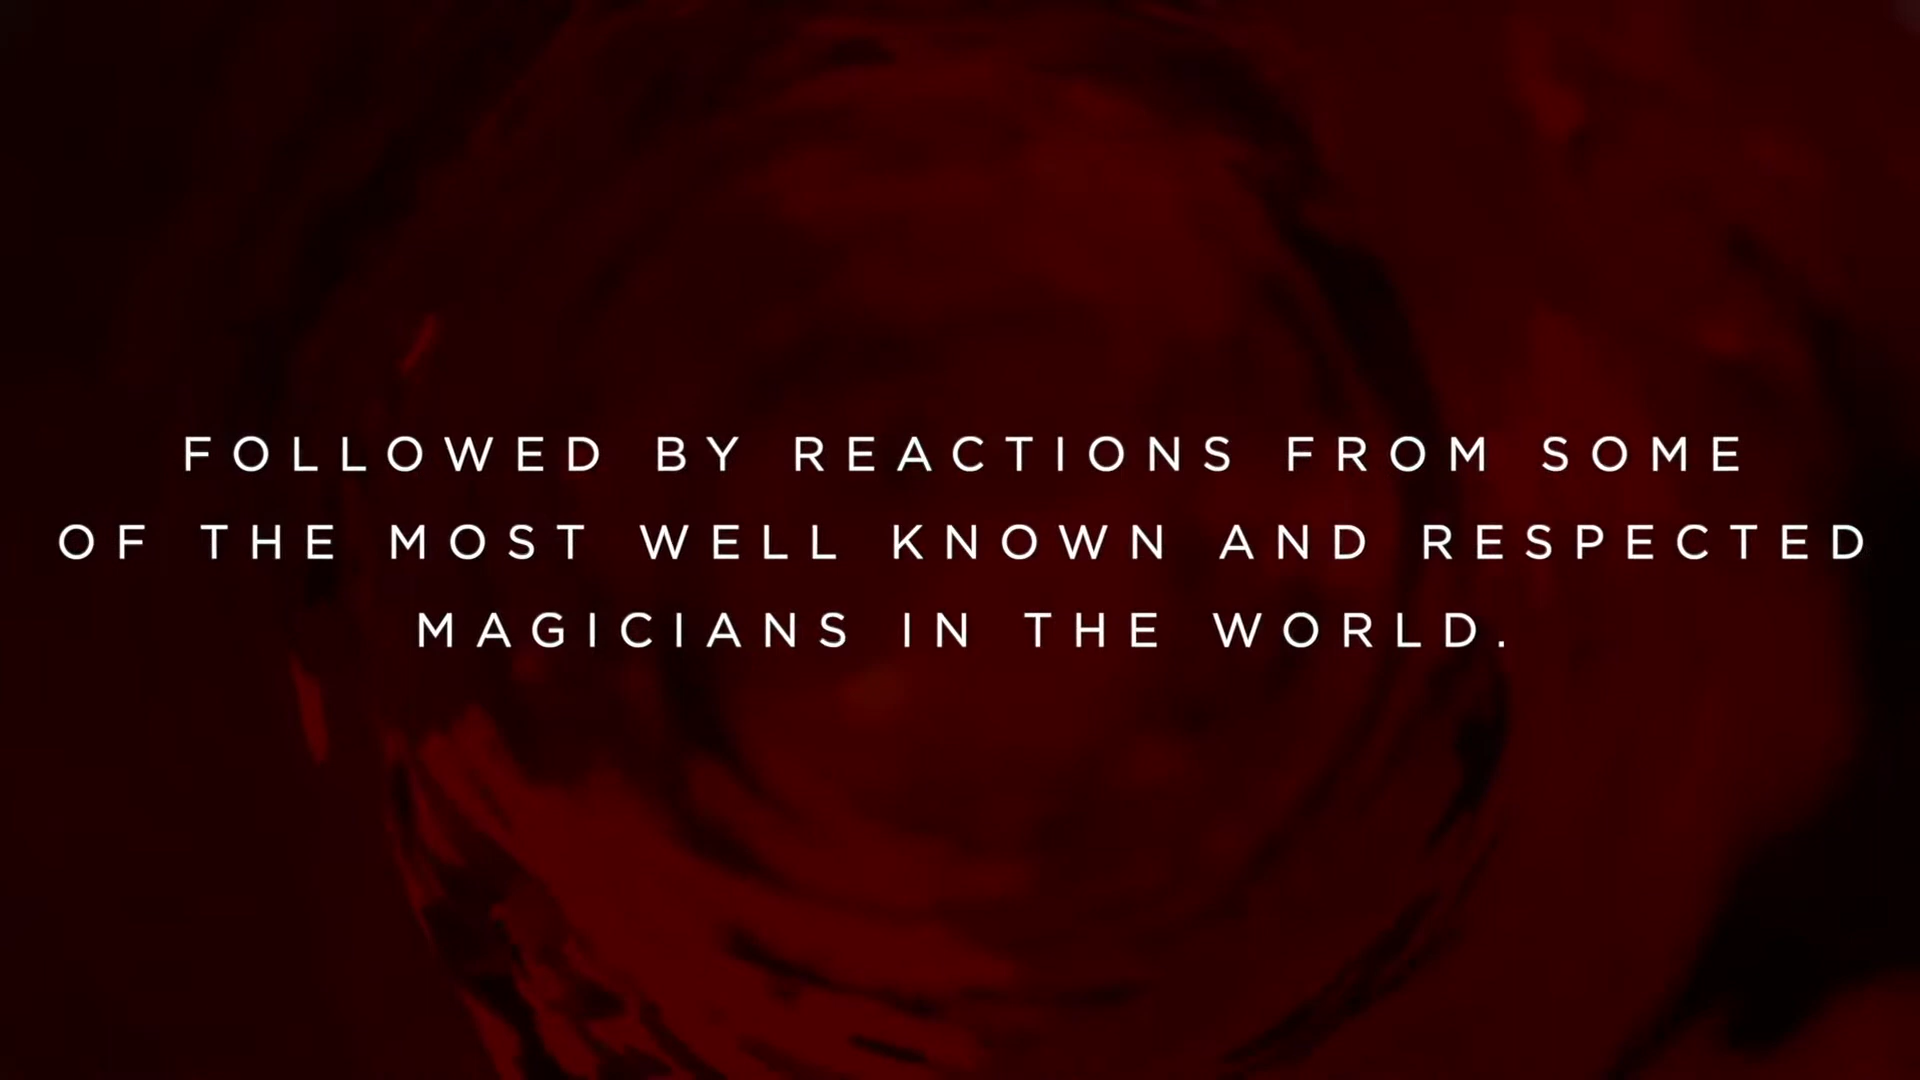 FOLLOWED BY REACTIONS FROM SOME
OF THE MOST WELL KNOWN AND RESPECTED
MAGICIANS IN THE WORLD.